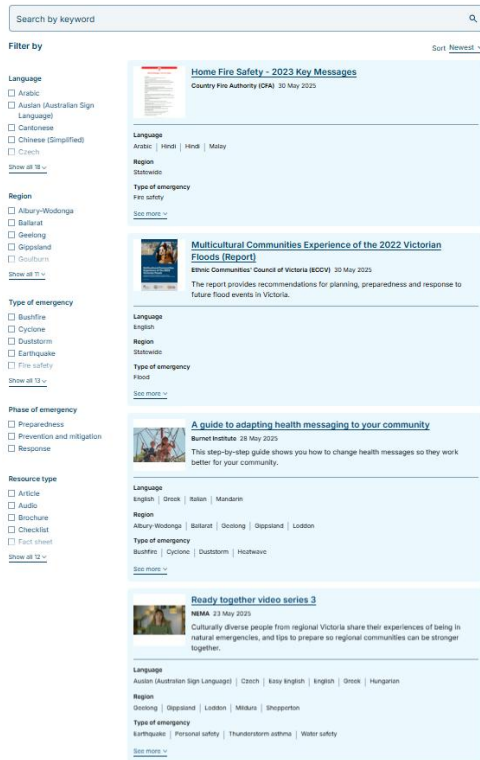 Search by keyword
Filter by
Sort Newest
Language
Arabic
Auslan (Australian Sign
Language)
Cantonese
Chinese (Simplified)
Czech
Show all 18
Region
Albury-Wodonga
Ballarat
Geelong
Gippsland
Goulburn
Show all 11
Type of emergency
Bushfire
Cyclone
Duststorm
Earthquake
Fire safety
Show all 13
Phase of emergency
Preparedness
Prevention and mitigation
Response
Resource type
Article
Audio
Brochure
Checklist
Fact sheet
Show all 12
Home Fire Safety - 2023 Key Messages
Country Fire Authority (CFA) 30 May 2025
Language
Arabic | Hindi | Hindi | Malay
Region
Statewide
Type of emergency
Fire safety
See more
Multicultural Communities Experience of the 2022 Victorian
Floods (Report)
Ethnic Communities' Council of Victoria (ECCV) 30 May 2025
The report provides recommendations for planning, preparedness and response to
future flood events in Victoria.
Language
English
Region
Statewide
Type of emergency
Flood
See more
A guide to adapting health messaging to your community
Burnet Institute 28 May 2025
This step-by-step guide shows you how to change health messages so they work
better for your community.
Language
English | Greek | Italian | Mandarin
Region
Albury-Wodonga | Ballarat | Geelong | Gippsland | Loddon
Type of emergency
Bushfire | Cyclone | Duststorm | Heatwave
See more
Ready together video series 3
NEMA 23 May 2025
Culturally diverse people from regional Victoria share their experiences of being in
natural emergencies, and tips to prepare so regional communities can be stronger
together.
Language
Auslan (Australian Sign Language) | Czech | Easy English | English | Greek | Hungarian
Region
Geelong | Gippsland | Loddon | Mildura | Shepparton
Type of emergency
Earthquake | Personal safety | Thunderstorm asthma | Water safety
See more